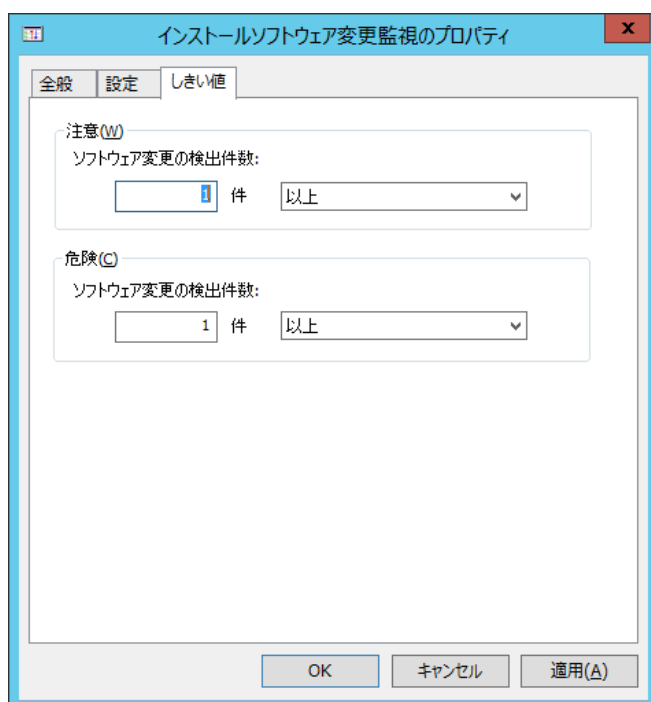 インストールソフトウェア変更監視のプロパティ
x
全般 設定 しきい値
注意(W)
ソフトウェア変更の検出件数:
1 件 以上
危険(C)
ソフトウェア変更の検出件数:
1 件 以上
OK キャンセル 適用(A)